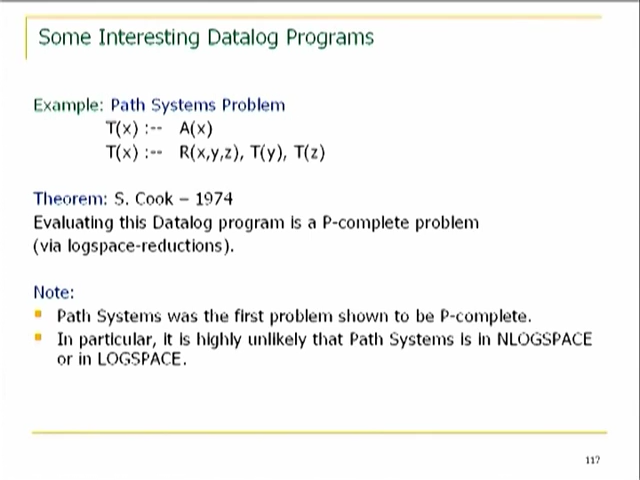 Some Interesting Datalog Programs
Example: Path Systems Problem
T(x) :-- A(x)
T(x) :-- R(x,y,z), T(y), T(z)
Theorem: S. Cook – 1974
Evaluating this Datalog program is a P-complete problem
(via logspace-reductions).
Note:
Path Systems was the first problem shown to be P-complete.
In particular, it is highly unlikely that Path Systems is in NLOGSPACE
or in LOGSPACE.
117